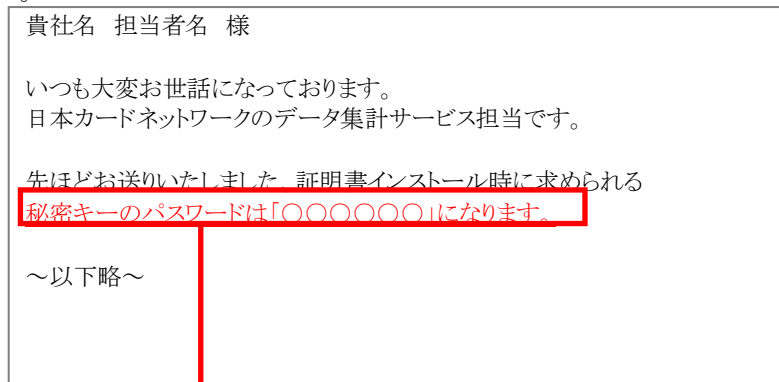 。
貴社名 担当者名 様
いつも大変お世話になっております。
日本カードネットワークのデータ集計サービス担当です。
先ほどお送りいたしました、証明書インストール時に求められる
秘密キーのパスワードは「○○○○○○」になります。
～以下略～